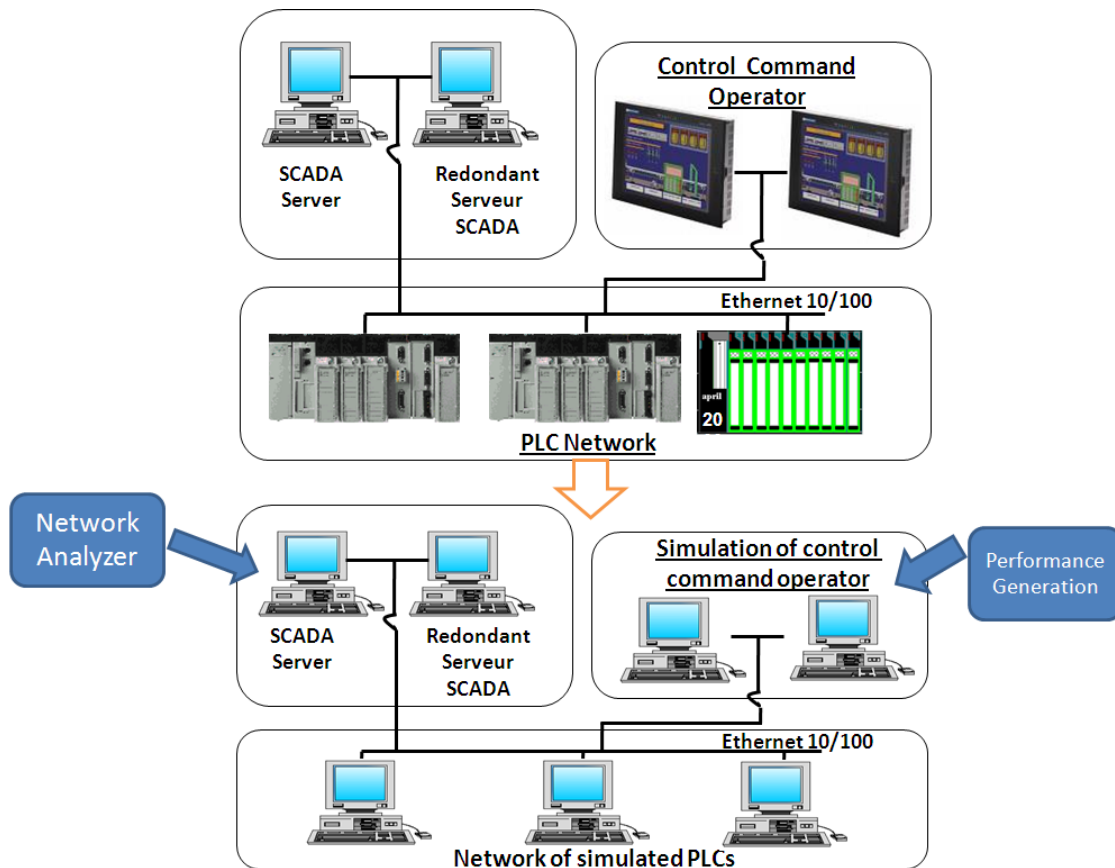 SCADA
Server
Redondant
Serveur
SCADA
Control Command
Operator
Ethernet 10/100
april
20
PLC Network
Network
Analyzer
SCADA
Server
Redondant
Serveur
SCADA
Simulation of control
command operator
Performance
Generation
Ethernet 10/100
Network of simulated PLCs